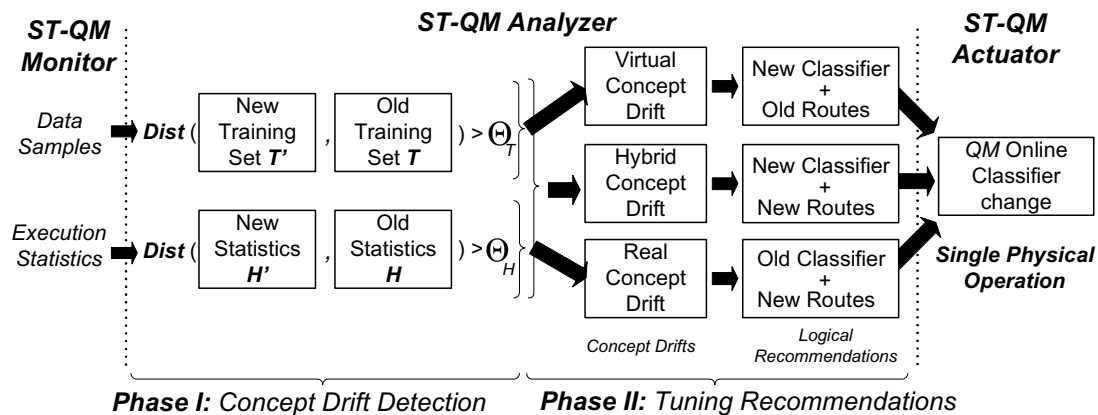 ST-QM Monitor
ST-QM Analyzer
ST-QM Actuator
Data Samples
Dist ( New Training Set T' , Old Training Set T ) > Θ_T
Execution Statistics
Dist ( New Statistics H' , Old Statistics H ) > Θ_H
Virtual Concept Drift
New Classifier + Old Routes
Hybrid Concept Drift
New Classifier + New Routes
Real Concept Drift
Old Classifier + New Routes
Concept Drifts
Logical Recommendations
QM Online Classifier change
Single Physical Operation
Phase I: Concept Drift Detection
Phase II: Tuning Recommendations